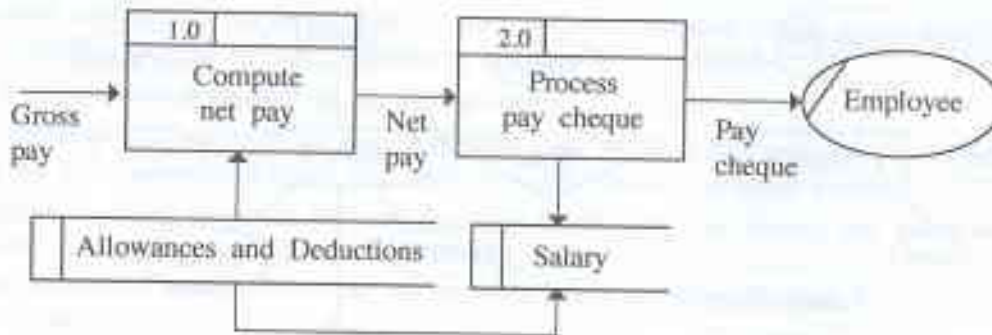 1.0
Compute
net pay
2.0
Process
pay cheque
Employee
Gross
pay
Net
pay
Pay
cheque
Allowances and Deductions
Salary